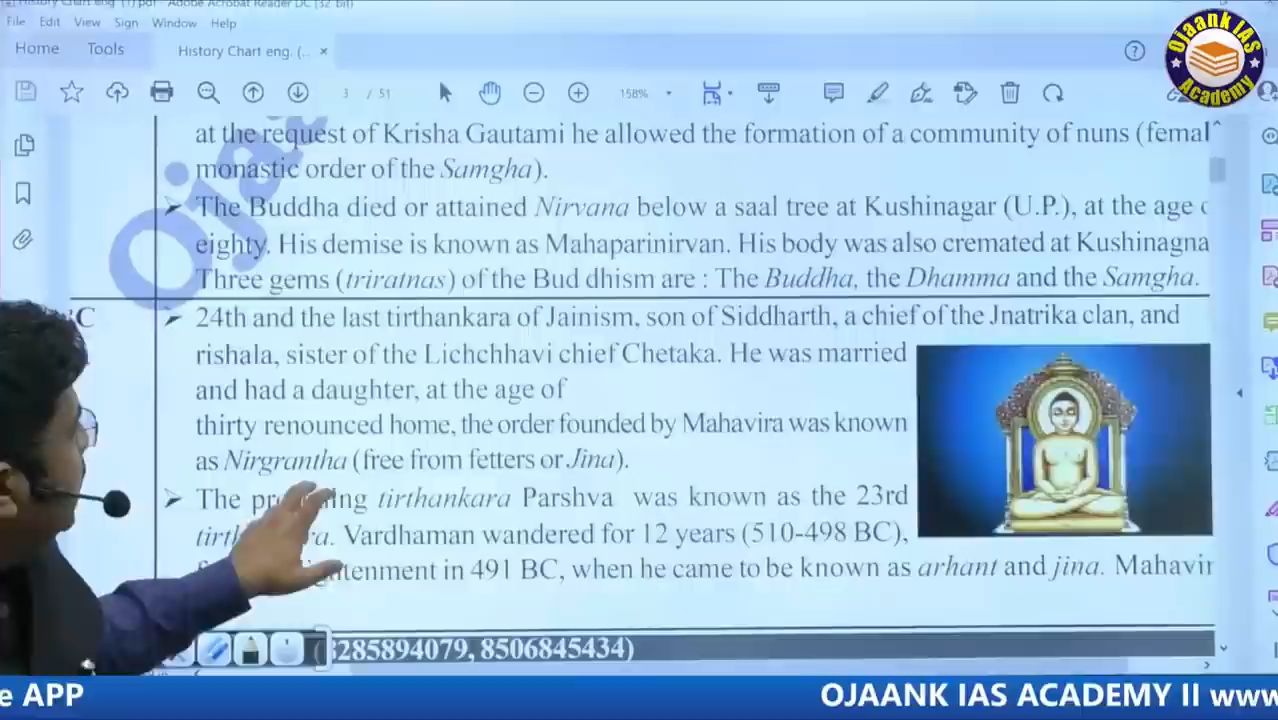 History Chart eng (1).pdf - Adobe Acrobat Reader DC (32-bit)
File Edit View Sign Window Help
Home Tools History Chart eng. (.. ×
3 / 51 158%
Ojaank IAS
Academy
at the request of Krisha Gautami he allowed the formation of a community of nuns (femal
monastic order of the Samgha).
➤ The Buddha died or attained Nirvana below a saal tree at Kushinagar (U.P.), at the age
eighty. His demise is known as Mahaparinirvan. His body was also cremated at Kushinagna
Three gems (triratnas) of the Bud dhism are : The Buddha, the Dhamma and the Samgha.
➤ 24th and the last tirthankara of Jainism, son of Siddharth, a chief of the Jnatrika clan, and
rishala, sister of the Lichchhavi chief Chetaka. He was married
and had a daughter, at the age of
thirty renounced home, the order founded by Mahavira was known
as Nirgrantha (free from fetters or Jina).
➤ The tirthankara Parshva was known as the 23rd
Vardhaman wandered for 12 years (510-498 BC),
in 491 BC, when he came to be known as arhant and jina. Mahavir
8285894079, 8506845434)
e APP
OJAANK IAS ACADEMY II www
Oja